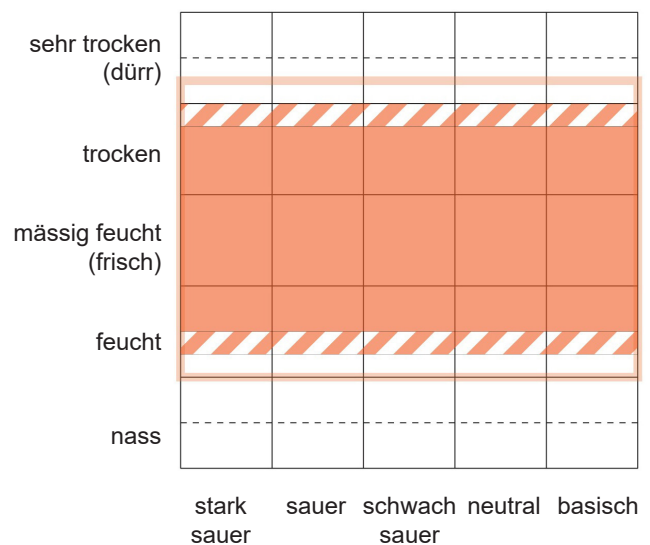 sehr trocken
(dürr)
trocken
mässig feucht
(frisch)
feucht
nass
stark sauer schwach neutral basisch
sauer sauer